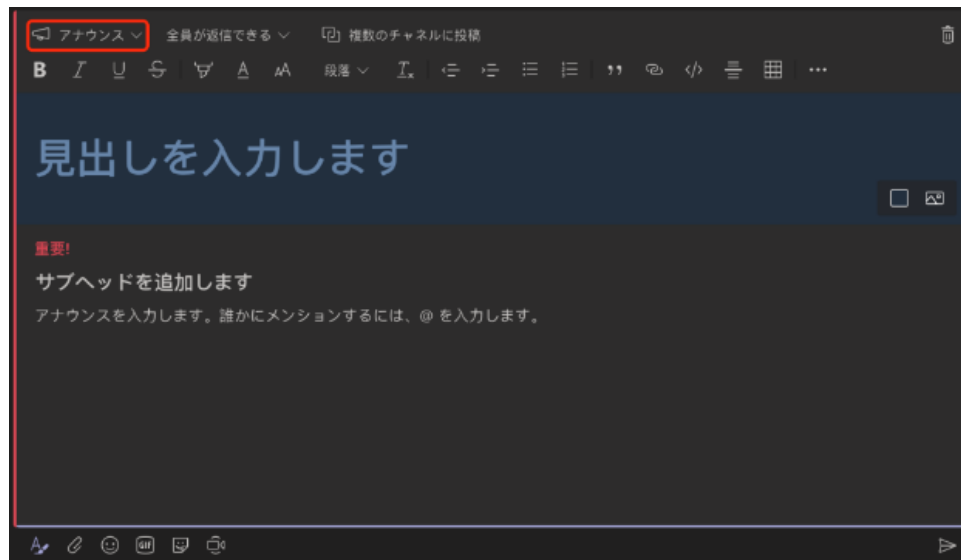 アナウンス 全員が返信できる 複数のチャネルに投稿
B I U S A AA 段落 Tx
見出しを入力します
重要!
サブヘッドを追加します
アナウンスを入力します。誰かにメンションするには、@ を入力します。
GIF